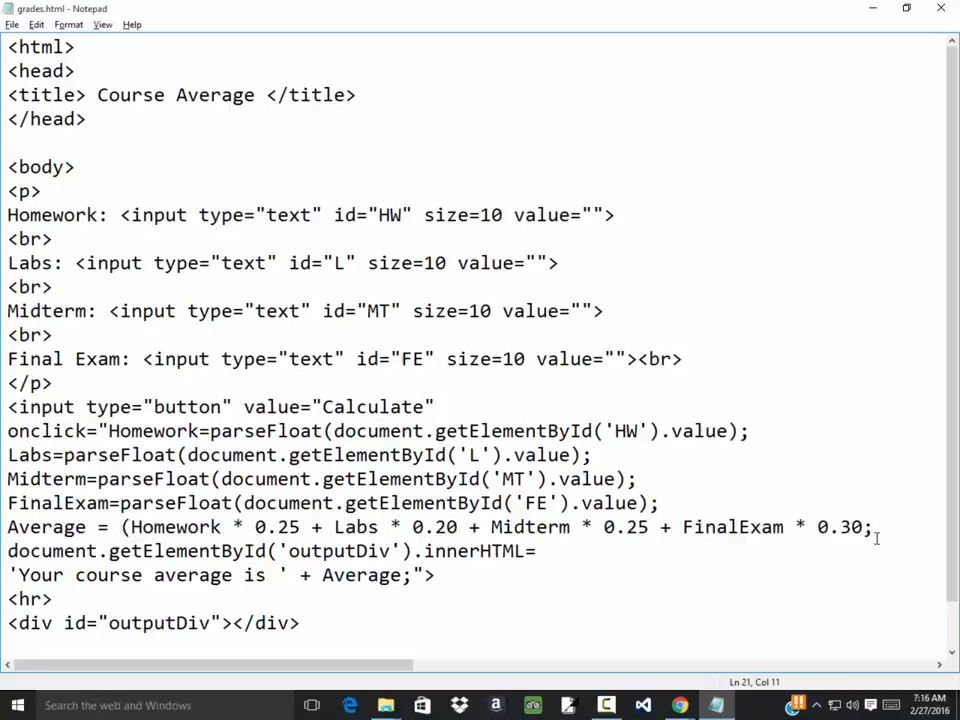 grades.html - Notepad
File Edit Format View Help
<html>
<head>
<title> Course Average </title>
</head>
<body>
<p>
Homework: <input type="text" id="HW" size=10 value="">
<br>
Labs: <input type="text" id="L" size=10 value="">
<br>
Midterm: <input type="text" id="MT" size=10 value="">
<br>
Final Exam: <input type="text" id="FE" size=10 value=""><br>
</p>
<input type="button" value="Calculate"
onclick="Homework=parseFloat(document.getElementById('HW').value);
Labs=parseFloat(document.getElementById('L').value);
Midterm=parseFloat(document.getElementById('MT').value);
FinalExam=parseFloat(document.getElementById('FE').value);
Average = (Homework * 0.25 + Labs * 0.20 + Midterm * 0.25 + FinalExam * 0.30;
document.getElementById('outputDiv').innerHTML=
'Your course average is ' + Average;">
<hr>
<div id="outputDiv"></div>
Ln 21, Col 11
Search the web and Windows
7:16 AM
2/27/2016